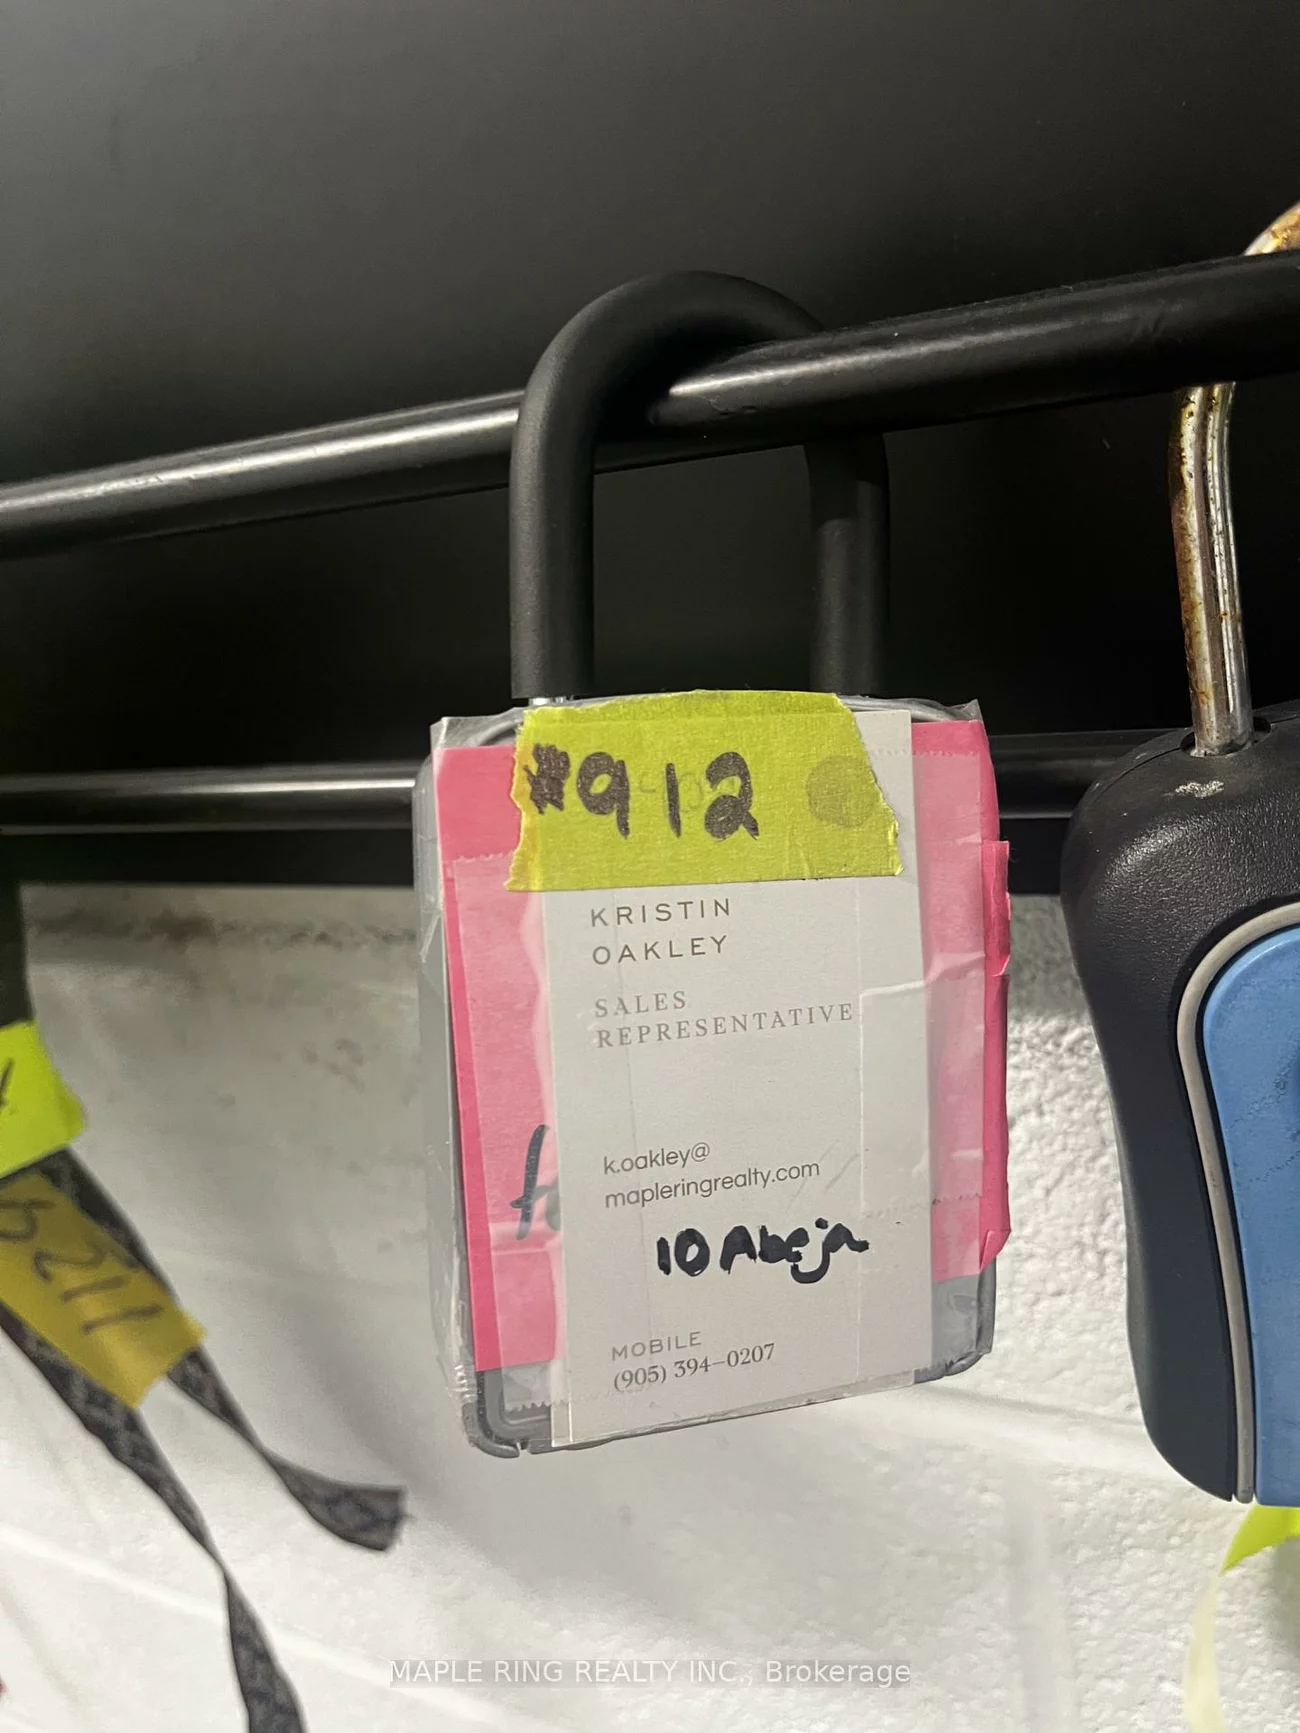 #912
KRISTIN
OAKLEY
SALES
REPRESENTATIVE
k.oakley@
mapleringrealty.com
10 Abeja
MOBILE
(905) 394-0207
6211
MAPLE RING REALTY INC., Brokerage